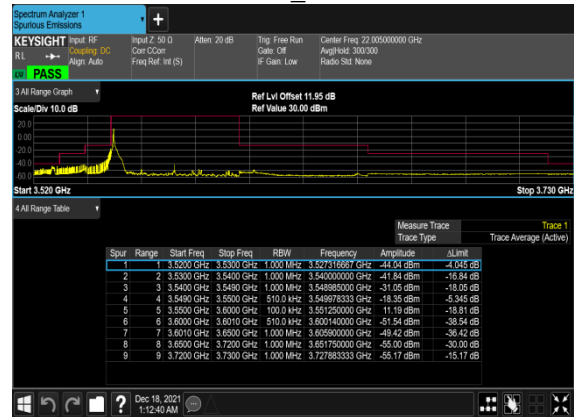 Spectrum Analyzer 1
Spurious Emissions
+
KEYSIGHT Input: RF Input Z: 50 Ω Atten: 20 dB Trig: Free Run Center Freq: 22.005000000 GHz
RL Coupling: DC Corr CCorr Gate: Off Avg|Hold: 300/300
Align: Auto Freq Ref: Int (S) IF Gain: Low Radio Std: None
LXI PASS
3 All Range Graph
Ref Lvl Offset 11.95 dB
Scale/Div 10.0 dB Ref Value 30.00 dBm
20.0
0.00
-20.0
-40.0
-60.0
Start 3.520 GHz Stop 3.730 GHz
4 All Range Table
Measure Trace Trace 1
Trace Type Trace Average (Active)
Spur Range Start Freq Stop Freq RBW Frequency Amplitude ΔLimit
1 1 3.5200 GHz 3.5300 GHz 1.000 MHz 3.527316667 GHz -44.04 dBm -4.045 dB
2 2 3.5300 GHz 3.5400 GHz 1.000 MHz 3.540000000 GHz -41.84 dBm -16.84 dB
3 3 3.5400 GHz 3.5490 GHz 1.000 MHz 3.548985000 GHz -31.05 dBm -18.05 dB
4 4 3.5490 GHz 3.5500 GHz 510.0 kHz 3.549978333 GHz -18.35 dBm -5.345 dB
5 5 3.5500 GHz 3.6000 GHz 100.0 kHz 3.551250000 GHz 11.19 dBm -18.81 dB
6 6 3.6000 GHz 3.6010 GHz 510.0 kHz 3.600140000 GHz -51.54 dBm -38.54 dB
7 7 3.6010 GHz 3.6500 GHz 1.000 MHz 3.605900000 GHz -49.42 dBm -36.42 dB
8 8 3.6500 GHz 3.7200 GHz 1.000 MHz 3.651750000 GHz -55.00 dBm -30.00 dB
9 9 3.7200 GHz 3.7300 GHz 1.000 MHz 3.727883333 GHz -55.17 dBm -15.17 dB
?
Dec 18, 2021
1:12:40 AM